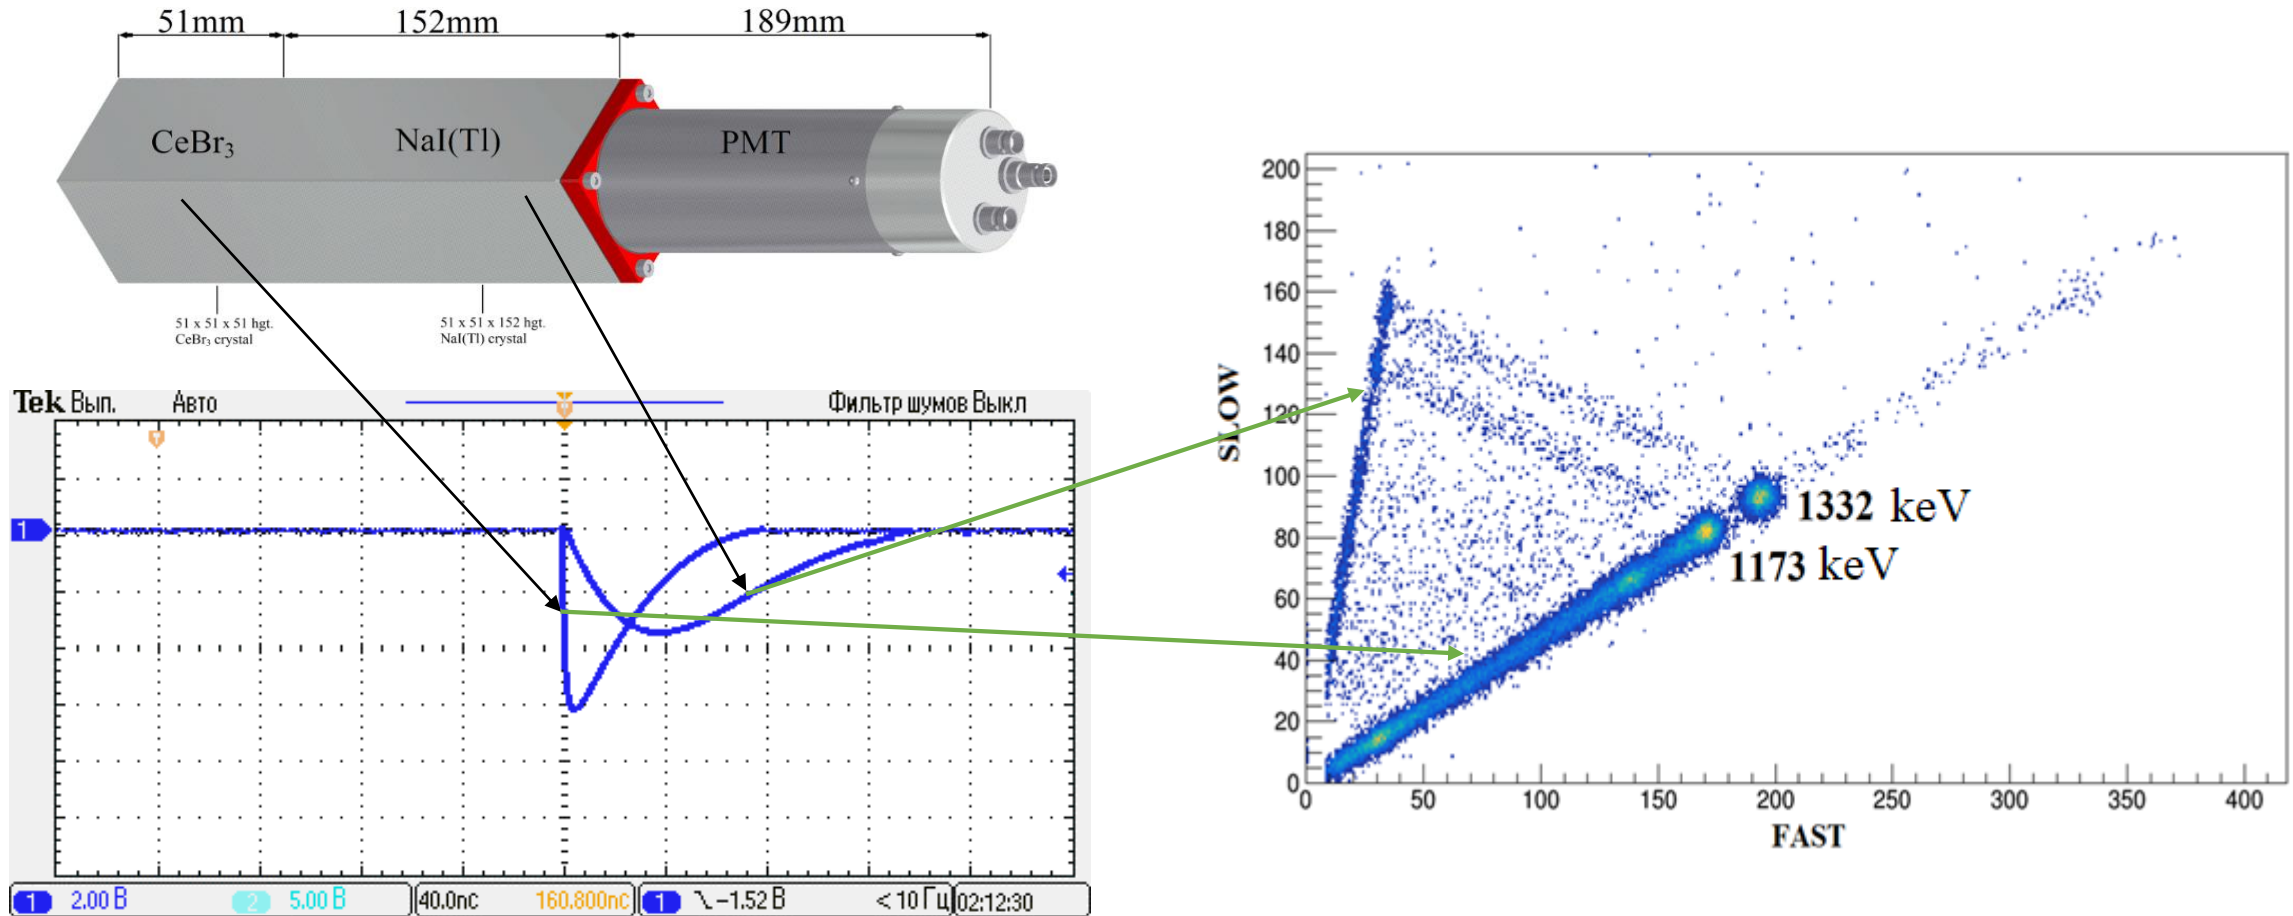 51mm 152mm 189mm
CeBr3 NaI(Tl) PMT
51 x 51 x 51 hgt.
CeBr3 crystal
51 x 51 x 152 hgt.
NaI(Tl) crystal
Tek Вып. Авто Фильтр шумов Выкл
1
1 2.00 В 2 5.00 В 40.0nс 160.800nс 1 -1.52 В < 10 Гц 02:12:30
SLOW
200
180
160
140
120
100
80
60
40
20
0
1332 keV
1173 keV
0 50 100 150 200 250 300 350 400
FAST